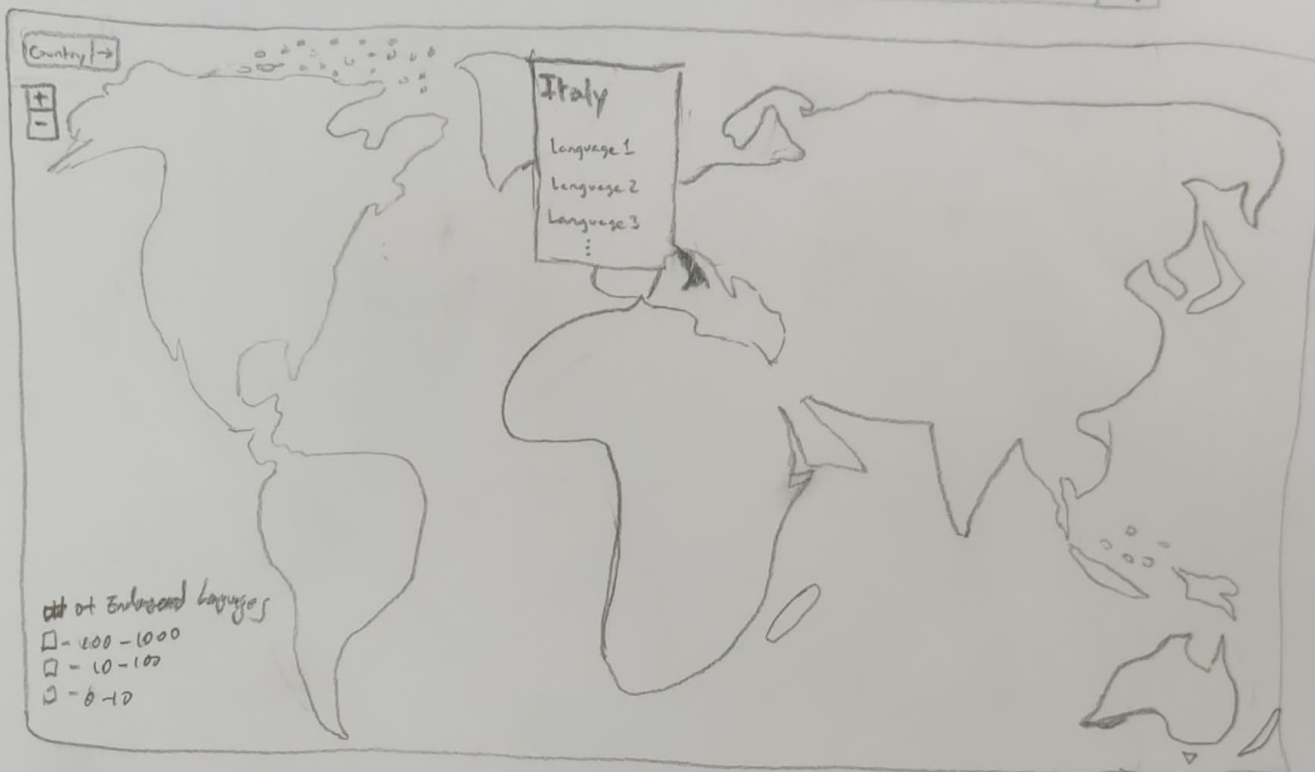 Country →
+
-
Italy
Language 1
Language 2
Language 3
⋮
# of Endangered Languages
- 100-1000
- 10-100
- 0-10